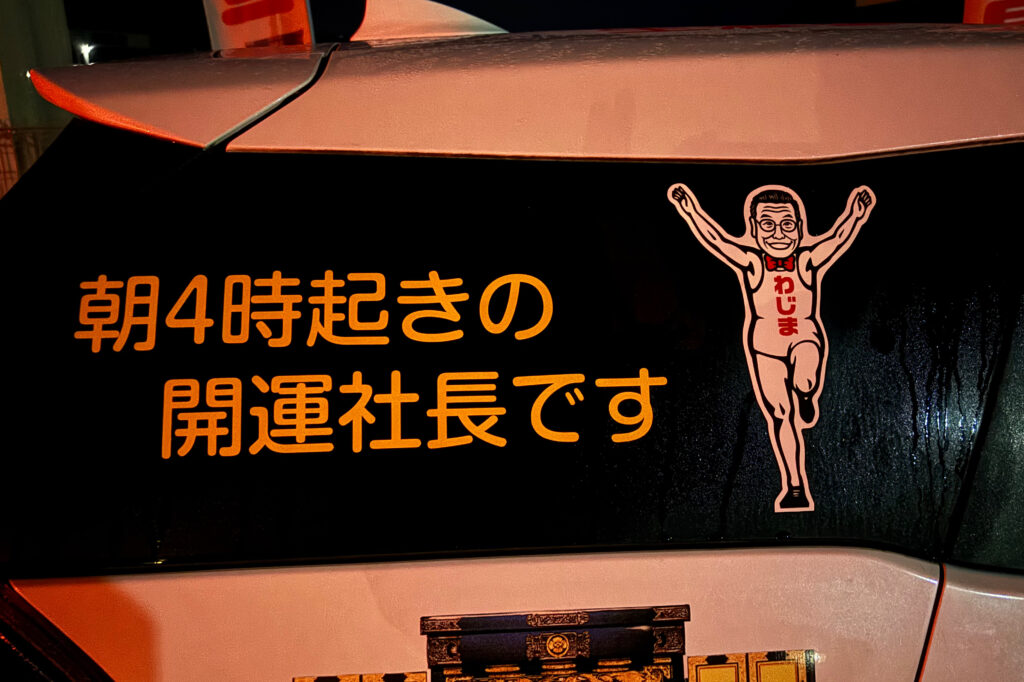 朝4時起きの
開運社長です
わじま